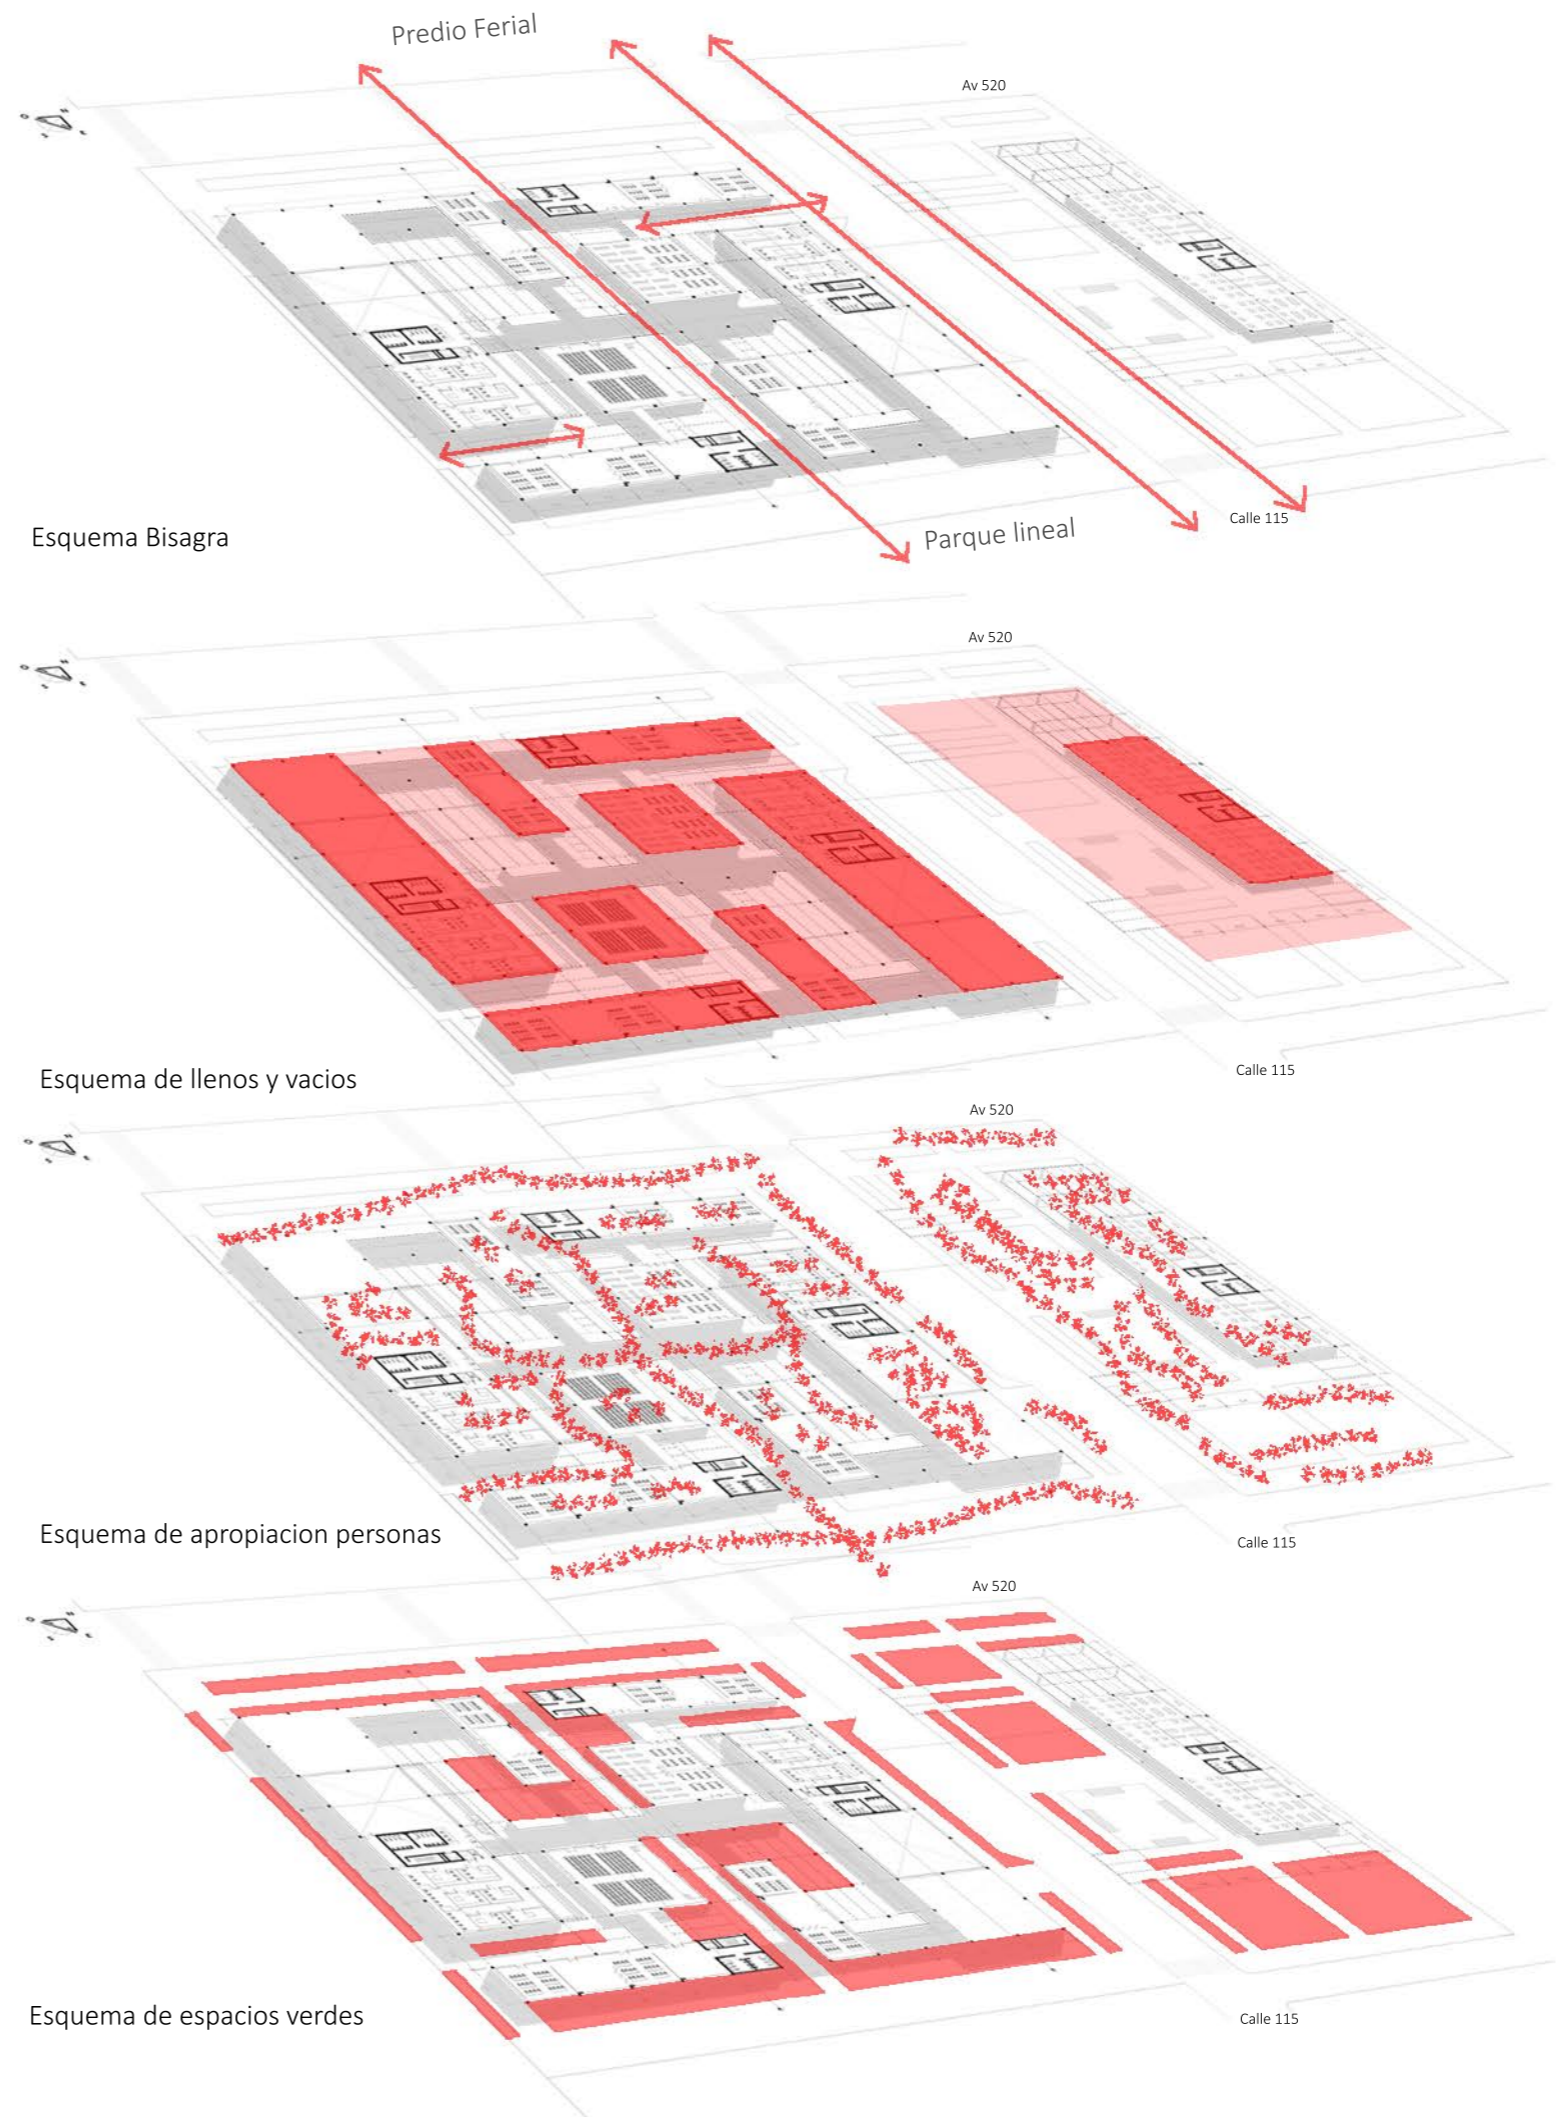 Predio Ferial
Av 520
Calle 115
Parque lineal
Esquema Bisagra
Av 520
Calle 115
Esquema de llenos y vacios
Av 520
Calle 115
Esquema de apropiacion personas
Av 520
Calle 115
Esquema de espacios verdes